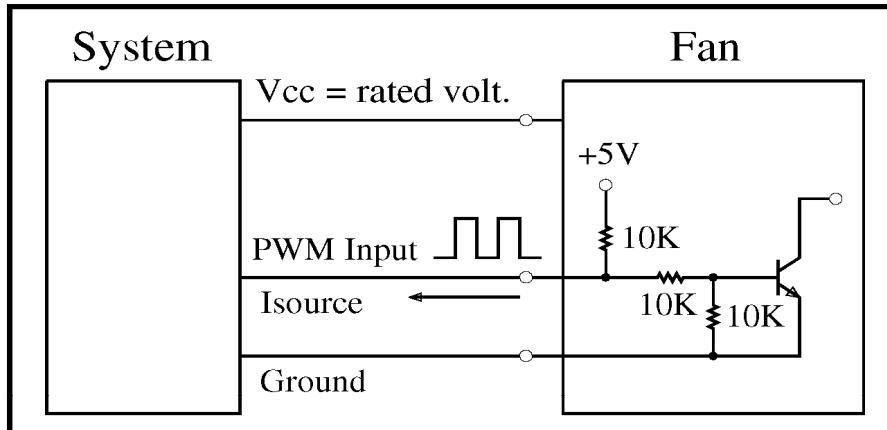 System
Fan
Vcc = rated volt.
+5V
10K
PWM Input
Isource
10K
10K
Ground